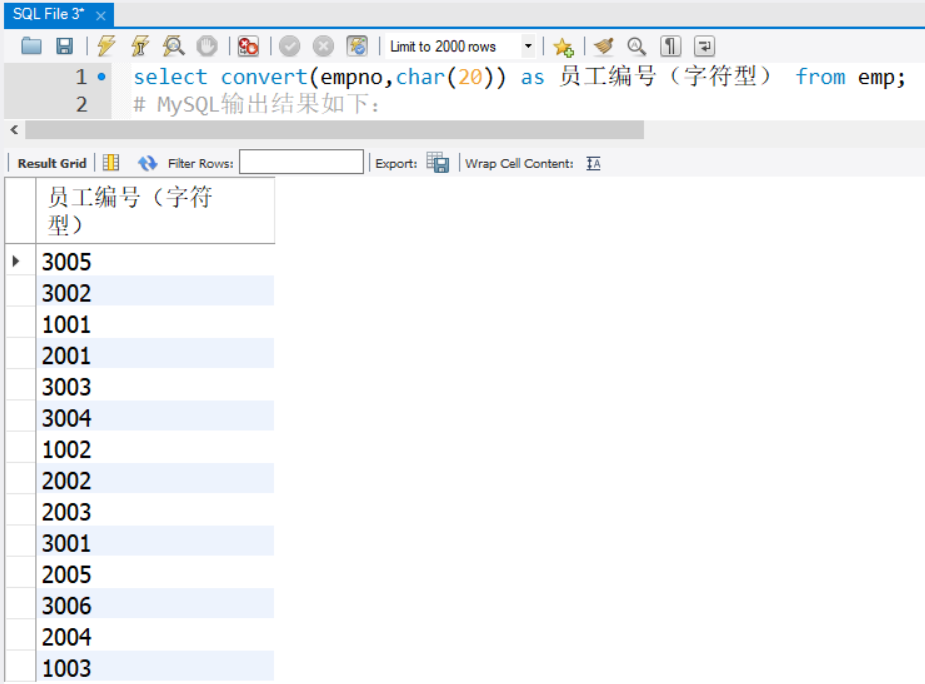 SQL File 3*
Limit to 2000 rows
1 select convert(empno,char(20)) as 员工编号（字符型） from emp;
2 # MySQL输出结果如下：
Result Grid Filter Rows: Export: Wrap Cell Content:
员工编号（字符
型）
3005
3002
1001
2001
3003
3004
1002
2002
2003
3001
2005
3006
2004
1003